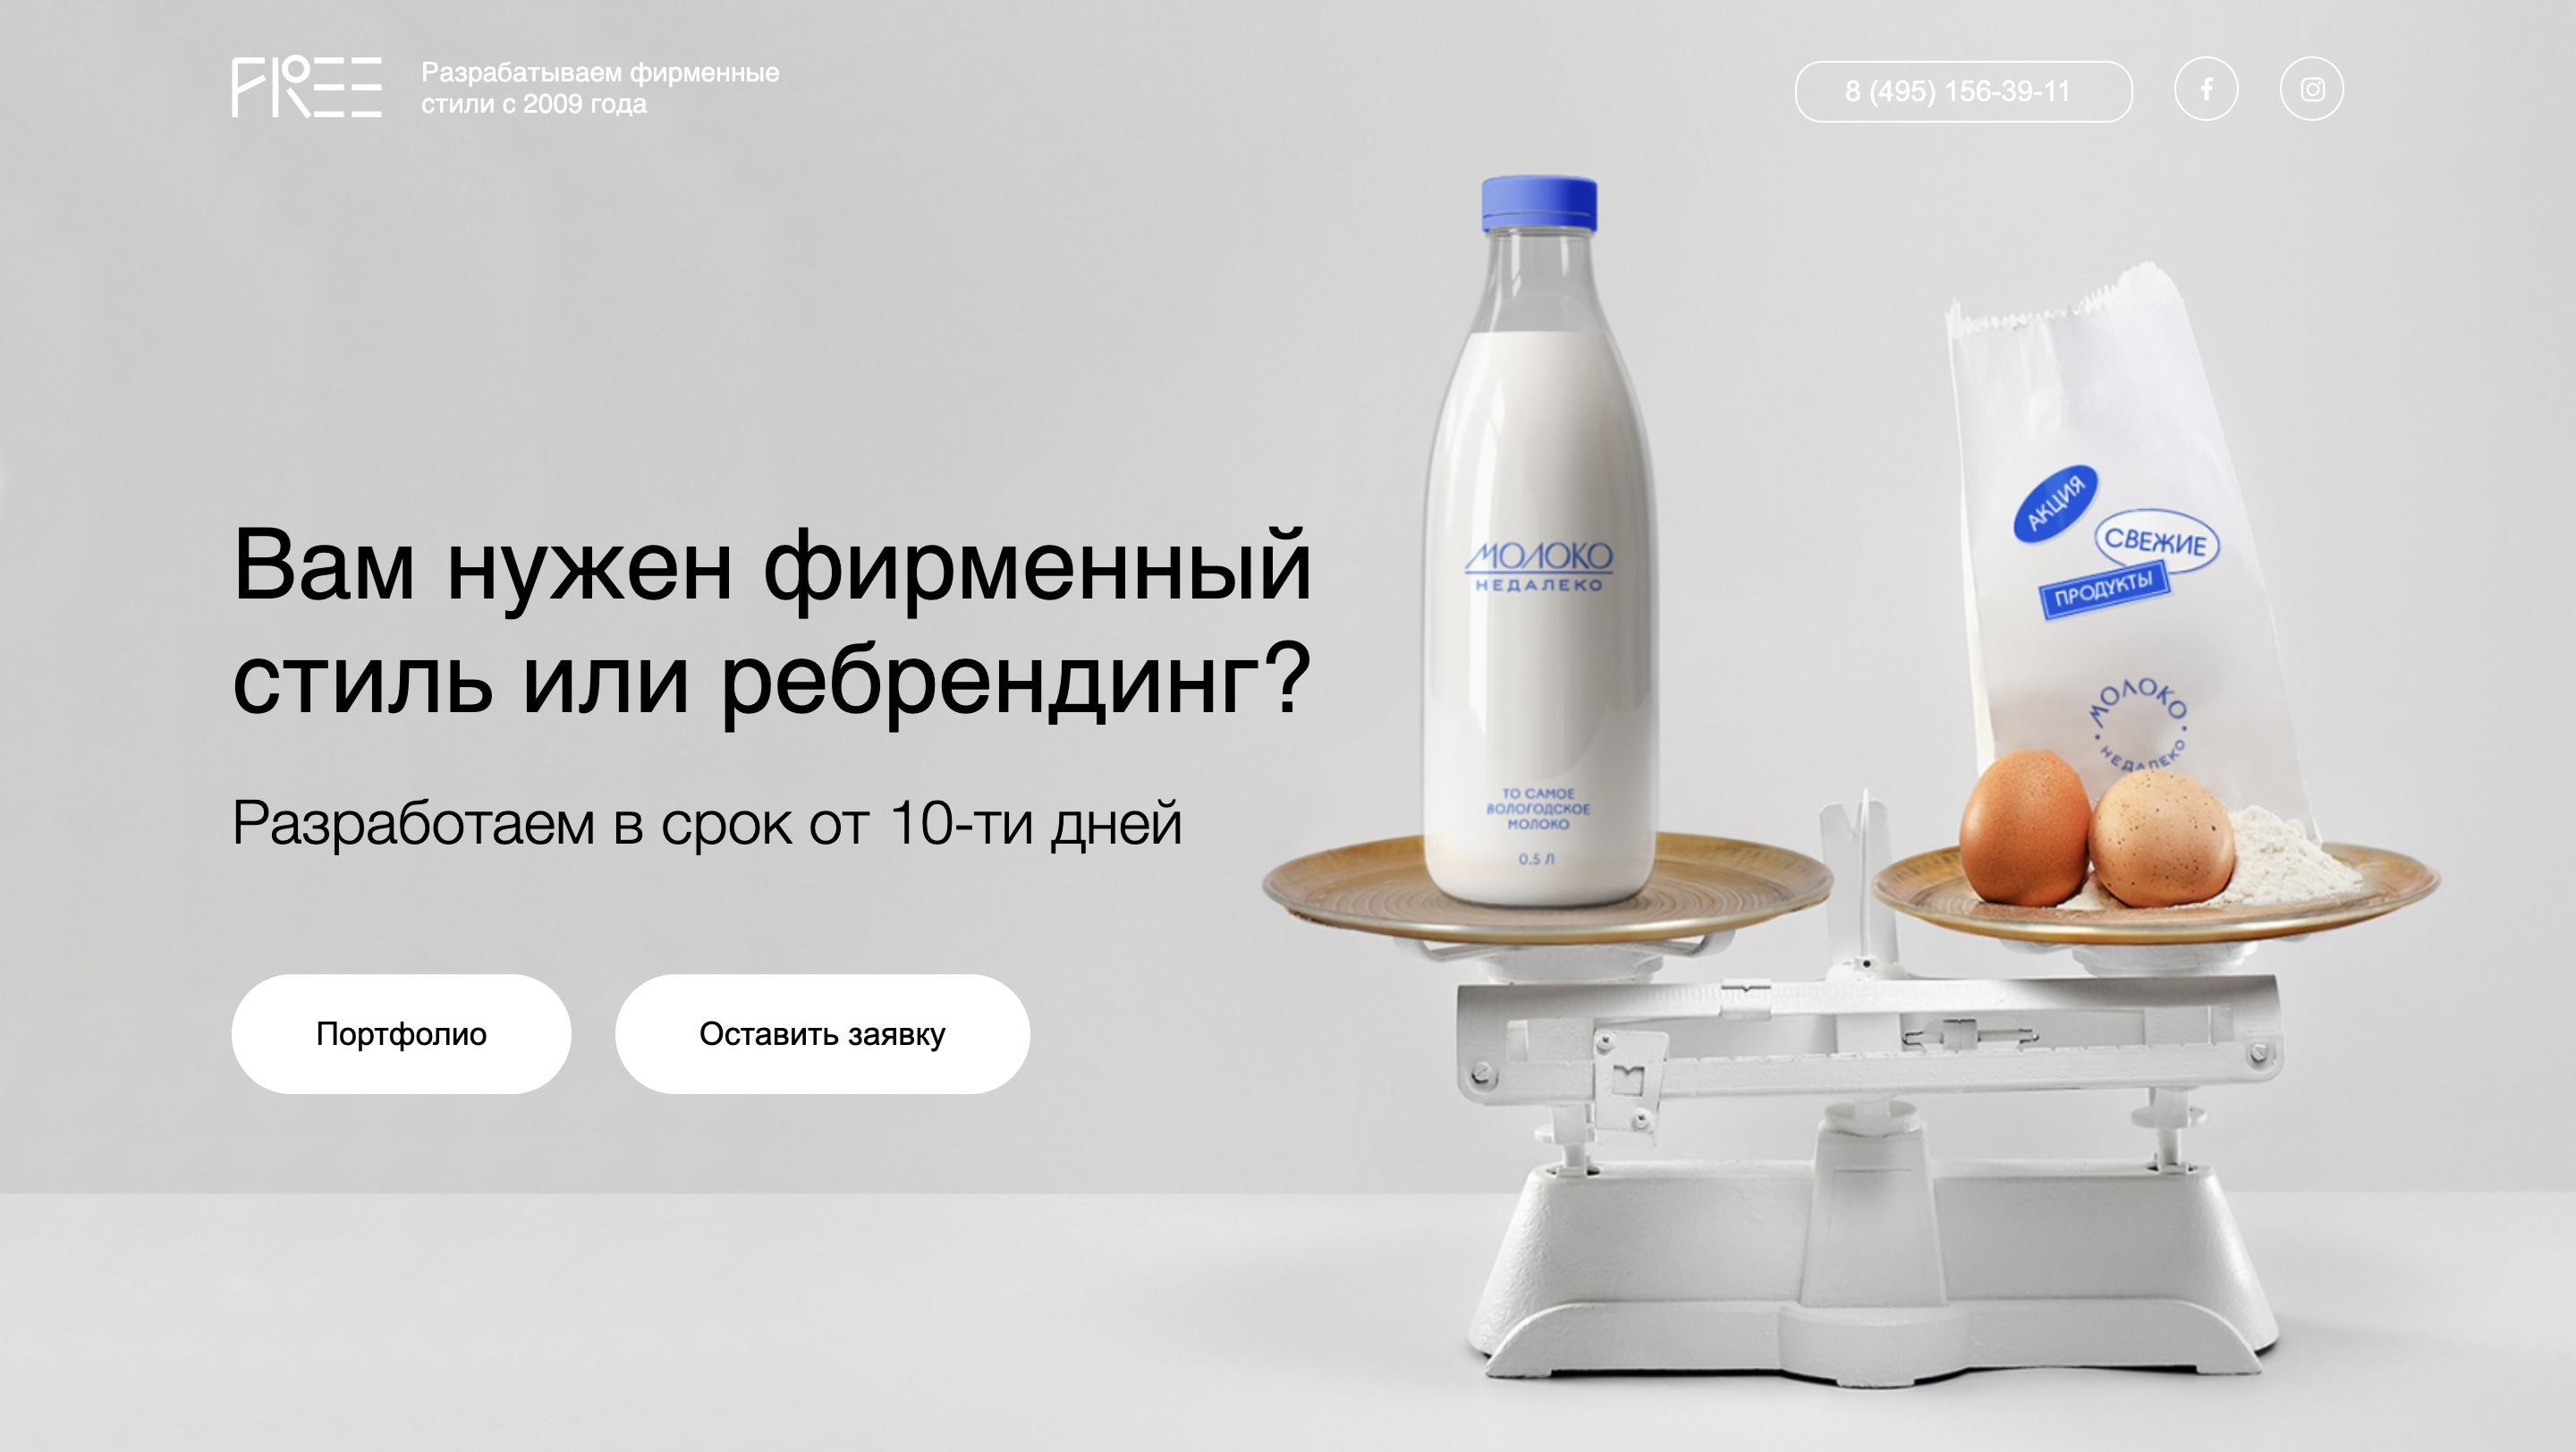 FREE
Разрабатываем фирменные
стили с 2009 года
8 (495) 156-39-11
Вам нужен фирменный
стиль или ребрендинг?
Разработаем в срок от 10-ти дней
Портфолио
Оставить заявку
МОЛОКО
НЕДАЛЕКО
ТО САМОЕ
ВОЛОГОДСКОЕ
МОЛОКО
0.5 Л
АКЦИЯ
СВЕЖИЕ
ПРОДУКТЫ
МОЛОКО
• НЕДАЛЕКО •